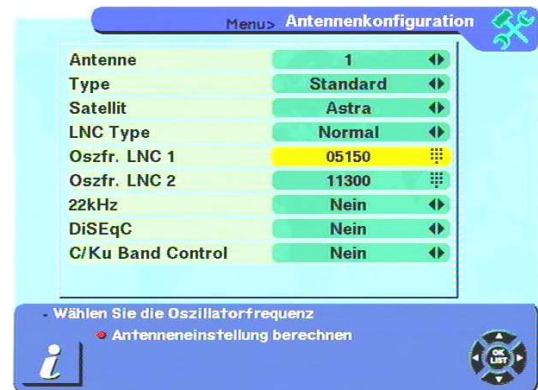 Menu> Antennenkonfiguration
Antenne 1
Type Standard
Satellit Astra
LNC Type Normal
Oszfr. LNC 1 05150
Oszfr. LNC 2 11300
22kHz Nein
DiSEqC Nein
C/Ku Band Control Nein
- Wählen Sie die Oszillatorfrequenz
Antenneneinstellung berechnen
i
OK
LIST